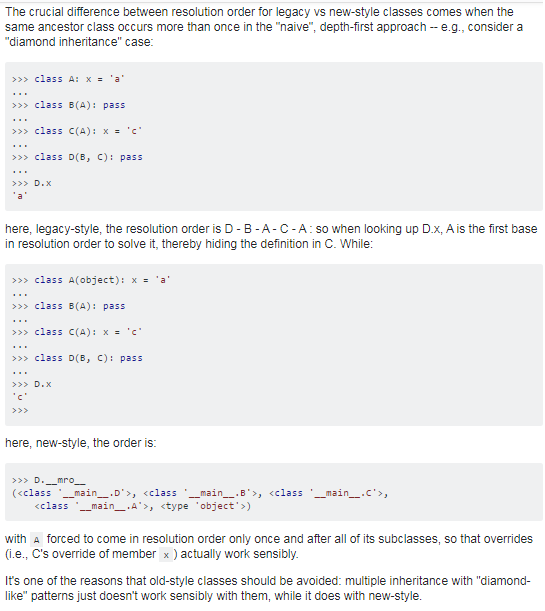 The crucial difference between resolution order for legacy vs new-style classes comes when the
same ancestor class occurs more than once in the "naive", depth-first approach -- e.g., consider a
"diamond inheritance" case:
>>> class A: x = 'a'
...
>>> class B(A): pass
...
>>> class C(A): x = 'c'
...
>>> class D(B, C): pass
...
>>> D.x
'a'
here, legacy-style, the resolution order is D - B - A - C - A : so when looking up D.x, A is the first base
in resolution order to solve it, thereby hiding the definition in C. While:
>>> class A(object): x = 'a'
...
>>> class B(A): pass
...
>>> class C(A): x = 'c'
...
>>> class D(B, C): pass
...
>>> D.x
'c'
>>>
here, new-style, the order is:
>>> D.__mro__
(<class '__main__.D'>, <class '__main__.B'>, <class '__main__.C'>,
    <class '__main__.A'>, <type 'object'>)
with A forced to come in resolution order only once and after all of its subclasses, so that overrides
(i.e., C's override of member x ) actually work sensibly.
It's one of the reasons that old-style classes should be avoided: multiple inheritance with "diamond-
like" patterns just doesn't work sensibly with them, while it does with new-style.